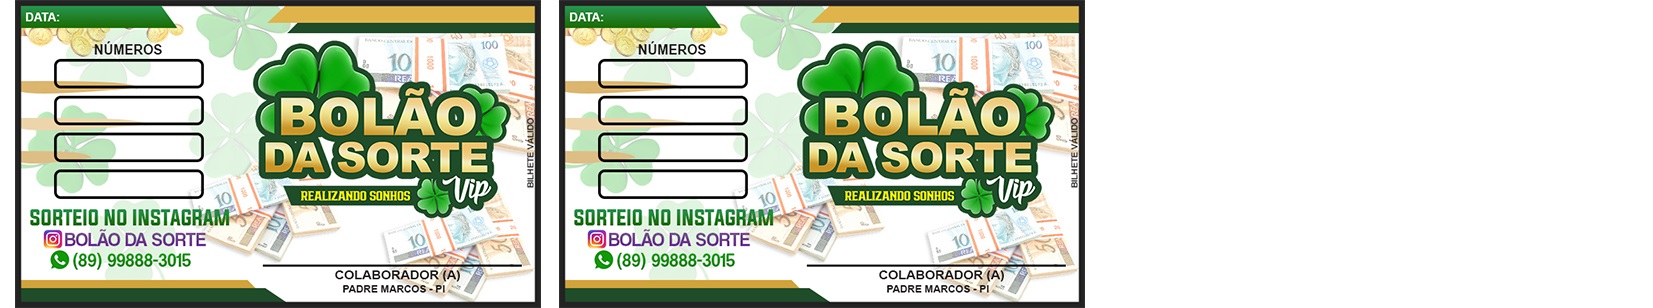 DATA:
NÚMEROS
BOLÃO
DA SORTE
Vip
REALIZANDO SONHOS
BILHETE VÁLIDO
SORTEIO NO INSTAGRAM
BOLÃO DA SORTE
(89) 99888-3015
COLABORADOR (A)
PADRE MARCOS - PI
DATA:
NÚMEROS
BOLÃO
DA SORTE
Vip
REALIZANDO SONHOS
BILHETE VÁLIDO
SORTEIO NO INSTAGRAM
BOLÃO DA SORTE
(89) 99888-3015
COLABORADOR (A)
PADRE MARCOS - PI